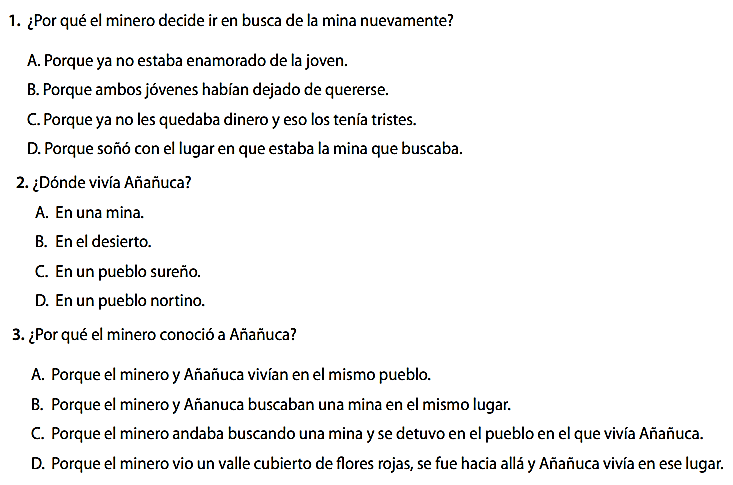 1. ¿Por qué el minero decide ir en busca de la mina nuevamente?
A. Porque ya no estaba enamorado de la joven.
B. Porque ambos jóvenes habían dejado de quererse.
C. Porque ya no les quedaba dinero y eso los tenía tristes.
D. Porque soñó con el lugar en que estaba la mina que buscaba.
2. ¿Dónde vivía Añañuca?
A. En una mina.
B. En el desierto.
C. En un pueblo sureño.
D. En un pueblo nortino.
3. ¿Por qué el minero conoció a Añañuca?
A. Porque el minero y Añañuca vivían en el mismo pueblo.
B. Porque el minero y Añanuca buscaban una mina en el mismo lugar.
C. Porque el minero andaba buscando una mina y se detuvo en el pueblo en el que vivía Añañuca.
D. Porque el minero vio un valle cubierto de flores rojas, se fue hacia allá y Añañuca vivía en ese lugar.